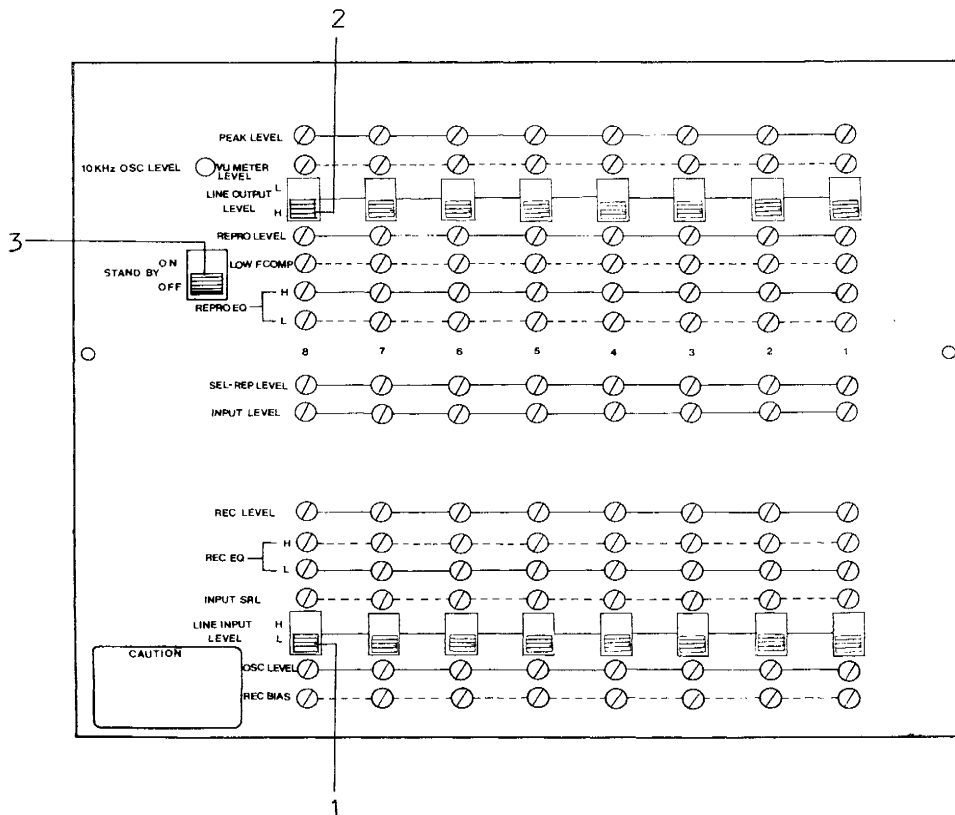 2
PEAK LEVEL
10KHz OSC LEVEL VU METER LEVEL
LINE OUTPUT LEVEL L H
3
REPRO LEVEL
STAND BY ON OFF
LOW F COMP
REPRO EQ H L
8 7 6 5 4 3 2 1
SEL-REP LEVEL
INPUT LEVEL
REC LEVEL
REC EQ H L
INPUT SRL
LINE INPUT LEVEL H L
CAUTION
OSC LEVEL
REC BIAS
1